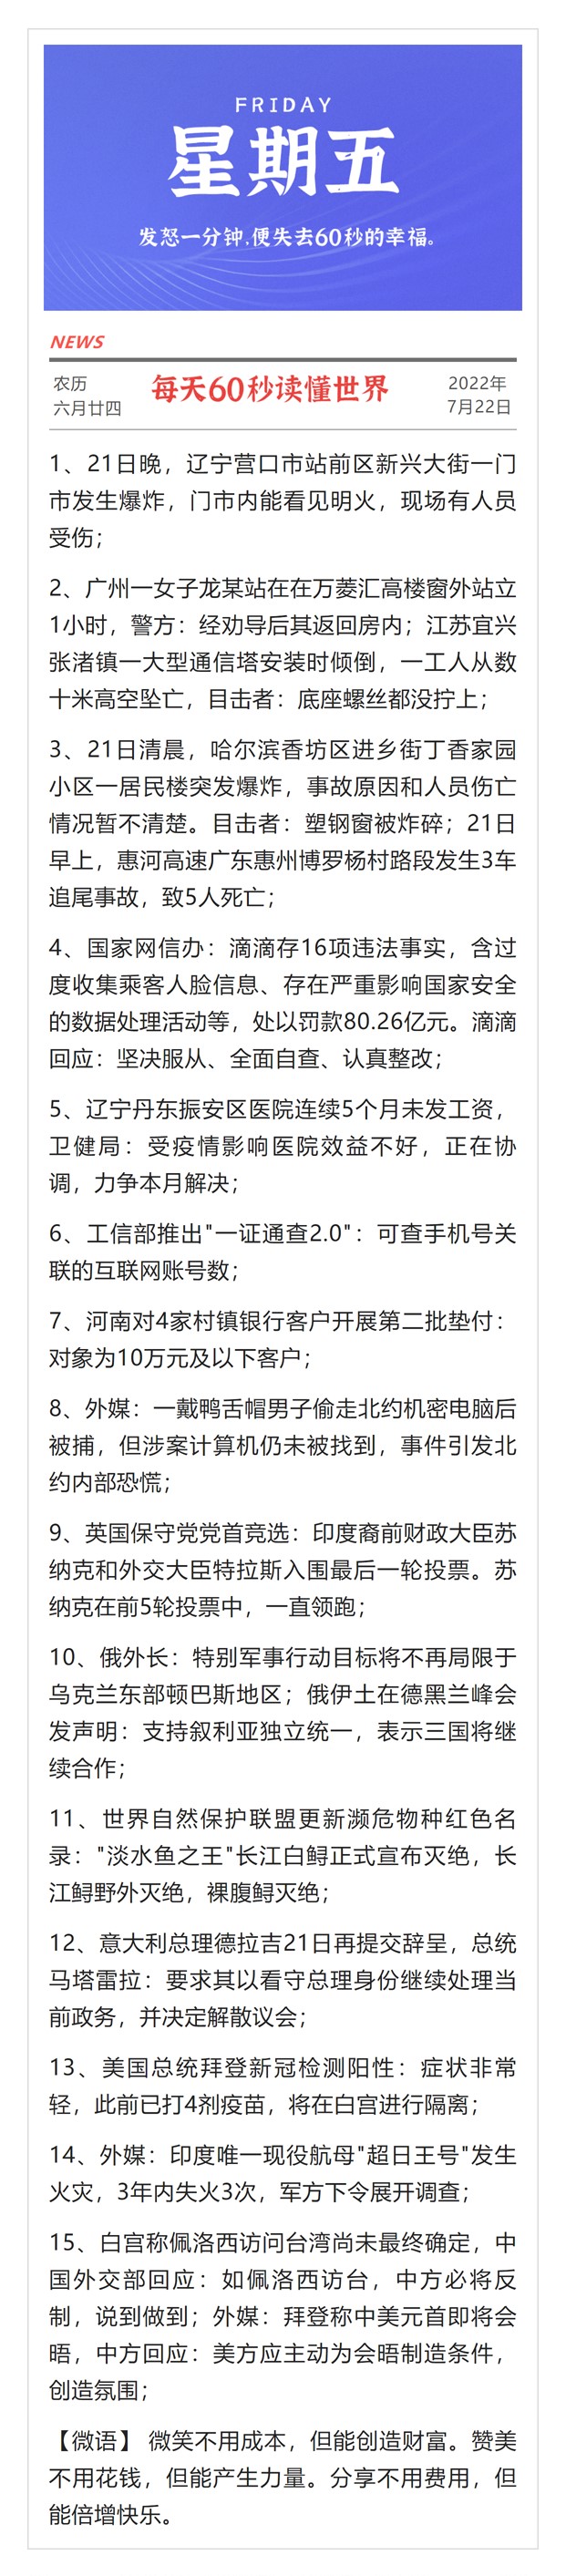 FRIDAY
星期五
发怒一分钟,便失去60秒的幸福。
NEWS
农历
六月廿四
每天60秒读懂世界
2022年
7月22日
1、21日晚，辽宁营口市站前区新兴大街一门
市发生爆炸，门市内能看见明火，现场有人员
受伤；
2、广州一女子龙某站在在万菱汇高楼窗外站立
1小时，警方：经劝导后其返回房内；江苏宜兴
张渚镇一大型通信塔安装时倾倒，一工人从数
十米高空坠亡，目击者：底座螺丝都没拧上；
3、21日清晨，哈尔滨香坊区进乡街丁香家园
小区一居民楼突发爆炸，事故原因和人员伤亡
情况暂不清楚。目击者：塑钢窗被炸碎；21日
早上，惠河高速广东惠州博罗杨村路段发生3车
追尾事故，致5人死亡；
4、国家网信办：滴滴存16项违法事实，含过
度收集乘客人脸信息、存在严重影响国家安全
的数据处理活动等，处以罚款80.26亿元。滴滴
回应：坚决服从、全面自查、认真整改；
5、辽宁丹东振安区医院连续5个月未发工资，
卫健局：受疫情影响医院效益不好，正在协
调，力争本月解决；
6、工信部推出"一证通查2.0"：可查手机号关
联的互联网账号数；
7、河南对4家村镇银行客户开展第二批垫付：
对象为10万元及以下客户；
8、外媒：一戴鸭舌帽男子偷走北约机密电脑后
被捕，但涉案计算机仍未被找到，事件引发北
约内部恐慌；
9、英国保守党党首竞选：印度裔前财政大臣苏
纳克和外交大臣特拉斯入围最后一轮投票。苏
纳克在前5轮投票中，一直领跑；
10、俄外长：特别军事行动目标将不再局限于
乌克兰东部顿巴斯地区；俄伊土在德黑兰峰会
发声明：支持叙利亚独立统一，表示三国将继
续合作；
11、世界自然保护联盟更新濒危物种红色名
录："淡水鱼之王"长江白鲟正式宣布灭绝，长
江鲟野外灭绝，裸腹鲟灭绝；
12、意大利总理德拉吉21日再提交辞呈，总统
马塔雷拉：要求其以看守总理身份继续处理当
前政务，并决定解散议会；
13、美国总统拜登新冠检测阳性：症状非常
轻，此前已打4剂疫苗，将在白宫进行隔离；
14、外媒：印度唯一现役航母"超日王号"发生
火灾，3年内失火3次，军方下令展开调查；
15、白宫称佩洛西访问台湾尚未最终确定，中
国外交部回应：如佩洛西访台，中方必将反
制，说到做到；外媒：拜登称中美元首即将会
晤，中方回应：美方应主动为会晤制造条件，
创造氛围；
【微语】 微笑不用成本，但能创造财富。赞美
不用花钱，但能产生力量。分享不用费用，但
能倍增快乐。